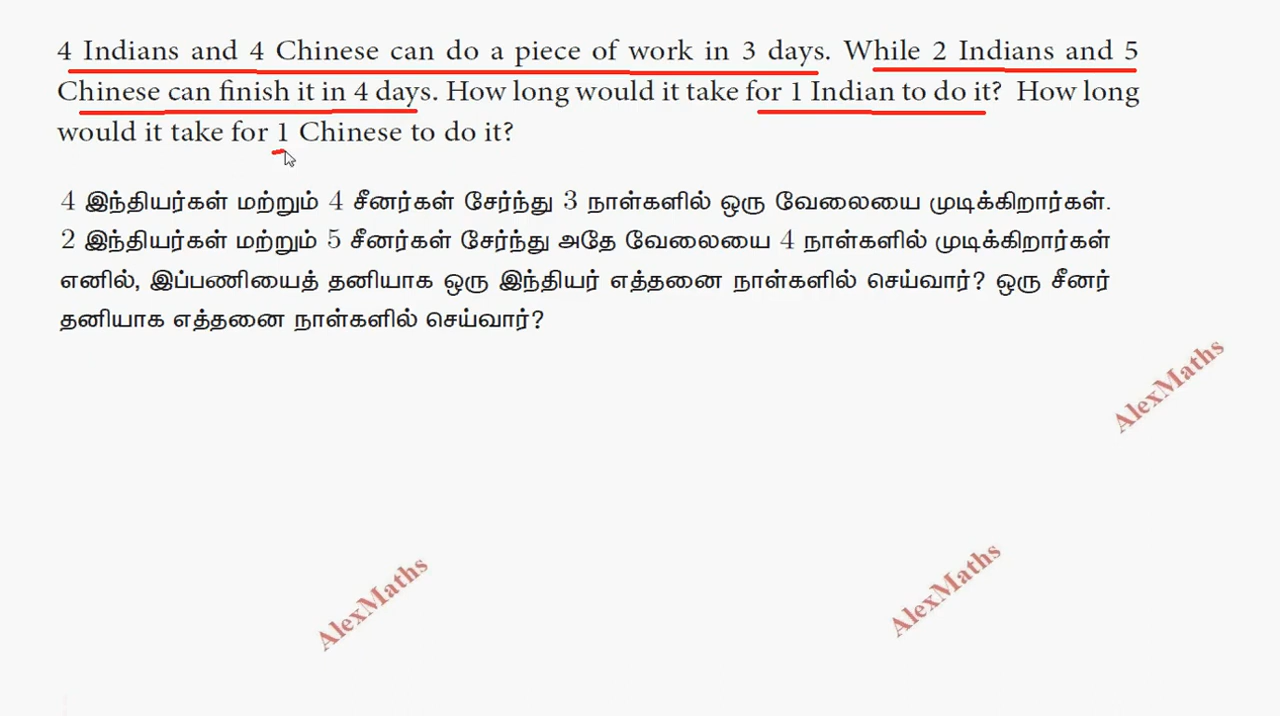 4 Indians and 4 Chinese can do a piece of work in 3 days. While 2 Indians and 5
Chinese can finish it in 4 days. How long would it take for 1 Indian to do it? How long
would it take for 1 Chinese to do it?
4 இந்தியர்கள் மற்றும் 4 சீனர்கள் சேர்ந்து 3 நாள்களில் ஒரு வேலையை முடிக்கிறார்கள்.
2 இந்தியர்கள் மற்றும் 5 சீனர்கள் சேர்ந்து அதே வேலையை 4 நாள்களில் முடிக்கிறார்கள்
எனில், இப்பணியைத் தனியாக ஒரு இந்தியர் எத்தனை நாள்களில் செய்வார்? ஒரு சீனர்
தனியாக எத்தனை நாள்களில் செய்வார்?
AlexMaths
AlexMaths
AlexMaths